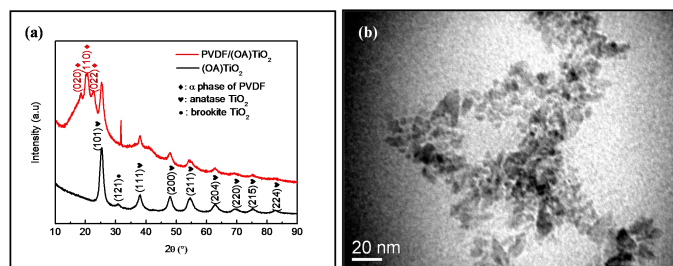 (a)
PVDF/(OA)TiO2
(OA)TiO2
♦: α phase of PVDF
♥: anatase TiO2
●: brookite TiO2
(020)♦
(110)♦
(022)♦
(101)♥
(121)●
(111)♥
(200)♥
(211)♥
(204)♥
(220)♥
(215)♥
(224)♥
Intensity (a.u)
10 20 30 40 50 60 70 80 90
2θ (°)
(b)
20 nm